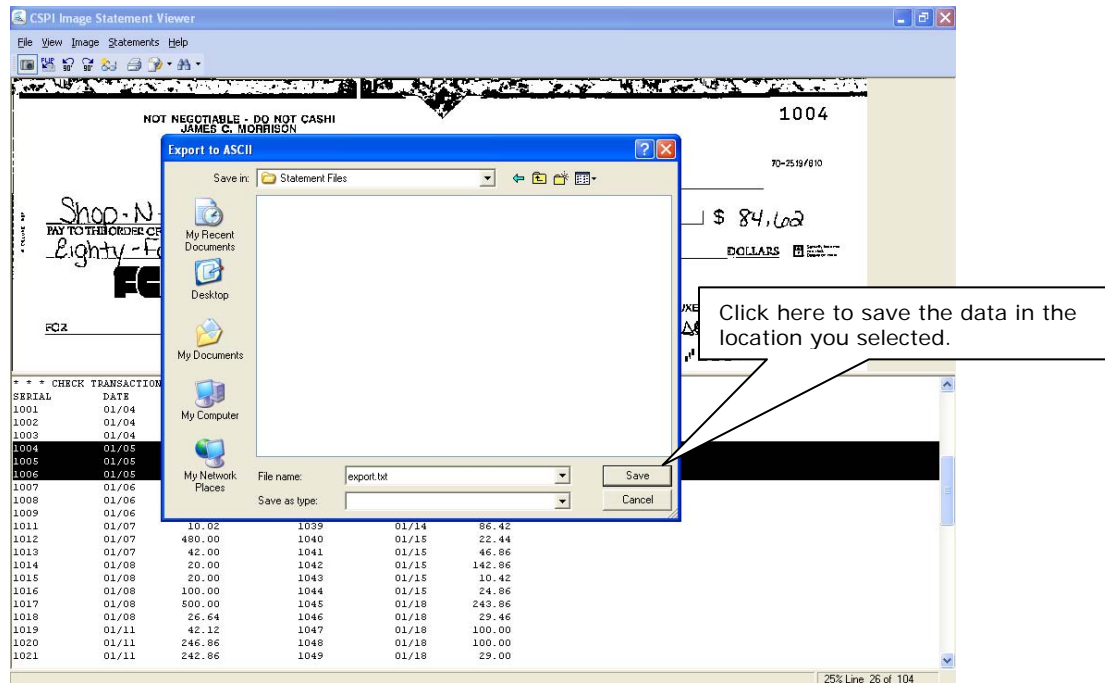 CSPI Image Statement Viewer
File View Image Statements Help
1004
NOT NEGOTIABLE - DO NOT CASH!
JAMES C. MORRISON
70-2519/810
Export to ASCII
Save in: Statement Files
My Recent Documents
Desktop
My Documents
My Computer
My Network Places
File name: export.txt Save
Save as type: Cancel
Shop-N-
PAY TO THE ORDER OF
$ 84,62
Eighty-Fo
DOLLARS
FOR
Click here to save the data in the
location you selected.
* * * CHECK TRANSACTION
SERIAL DATE
1001 01/04
1002 01/04
1003 01/04
1004 01/05
1005 01/05
1006 01/05
1007 01/06
1008 01/06
1009 01/06
1011 01/07 10.02 1039 01/14 86.42
1012 01/07 480.00 1040 01/15 22.44
1013 01/07 42.00 1041 01/15 46.86
1014 01/08 20.00 1042 01/15 142.86
1015 01/08 20.00 1043 01/15 10.42
1016 01/08 100.00 1044 01/15 24.86
1017 01/08 500.00 1045 01/18 243.86
1018 01/08 26.64 1046 01/18 29.46
1019 01/11 42.12 1047 01/18 100.00
1020 01/11 246.86 1048 01/18 100.00
1021 01/11 242.86 1049 01/18 29.00
25% Line 26 of 104